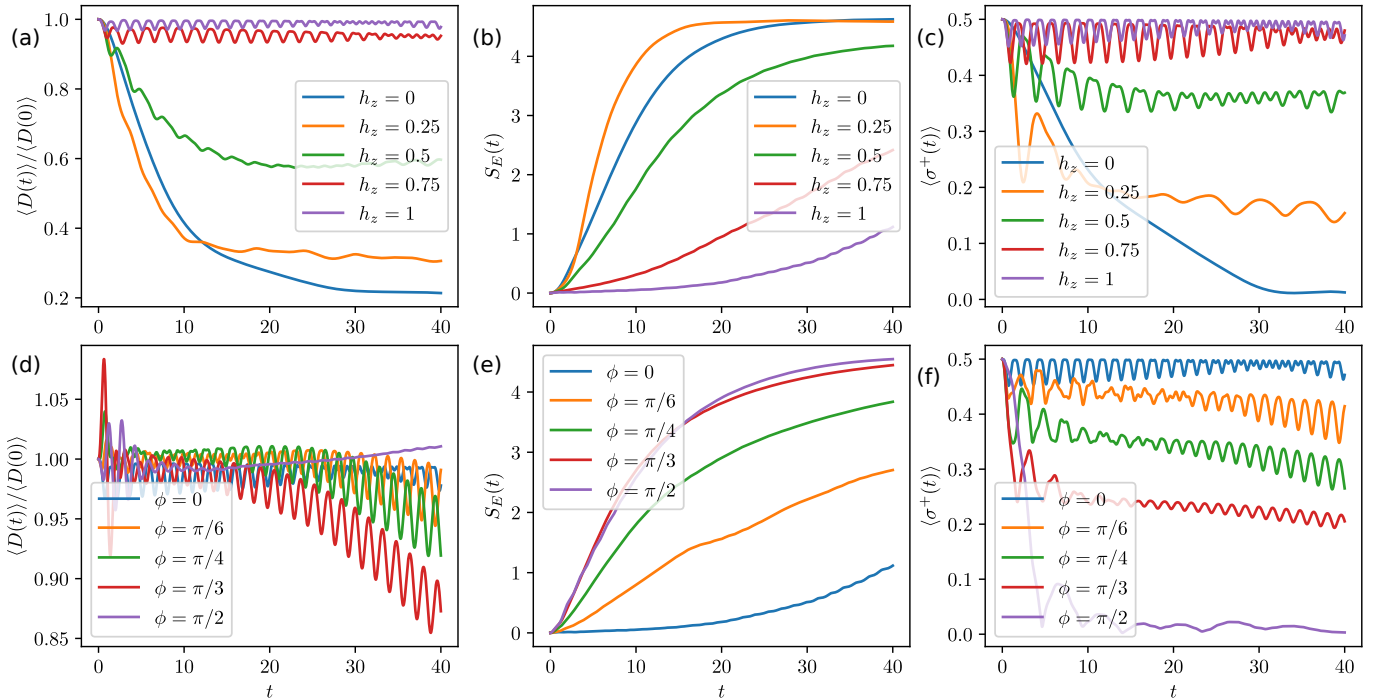 (a)
⟨D(t)⟩/⟨D(0)⟩
1.0
0.8
0.6
0.4
0.2
0 10 20 30 40
h_z = 0
h_z = 0.25
h_z = 0.5
h_z = 0.75
h_z = 1
(b)
S_E(t)
4
3
2
1
0
0 10 20 30 40
h_z = 0
h_z = 0.25
h_z = 0.5
h_z = 0.75
h_z = 1
(c)
⟨σ^+(t)⟩
0.5
0.4
0.3
0.2
0.1
0.0
0 10 20 30 40
h_z = 0
h_z = 0.25
h_z = 0.5
h_z = 0.75
h_z = 1
(d)
⟨D(t)⟩/⟨D(0)⟩
1.05
1.00
0.95
0.90
0.85
0 10 20 30 40
t
ϕ = 0
ϕ = π/6
ϕ = π/4
ϕ = π/3
ϕ = π/2
(e)
S_E(t)
4
3
2
1
0
0 10 20 30 40
t
ϕ = 0
ϕ = π/6
ϕ = π/4
ϕ = π/3
ϕ = π/2
(f)
⟨σ^+(t)⟩
0.5
0.4
0.3
0.2
0.1
0.0
0 10 20 30 40
t
ϕ = 0
ϕ = π/6
ϕ = π/4
ϕ = π/3
ϕ = π/2